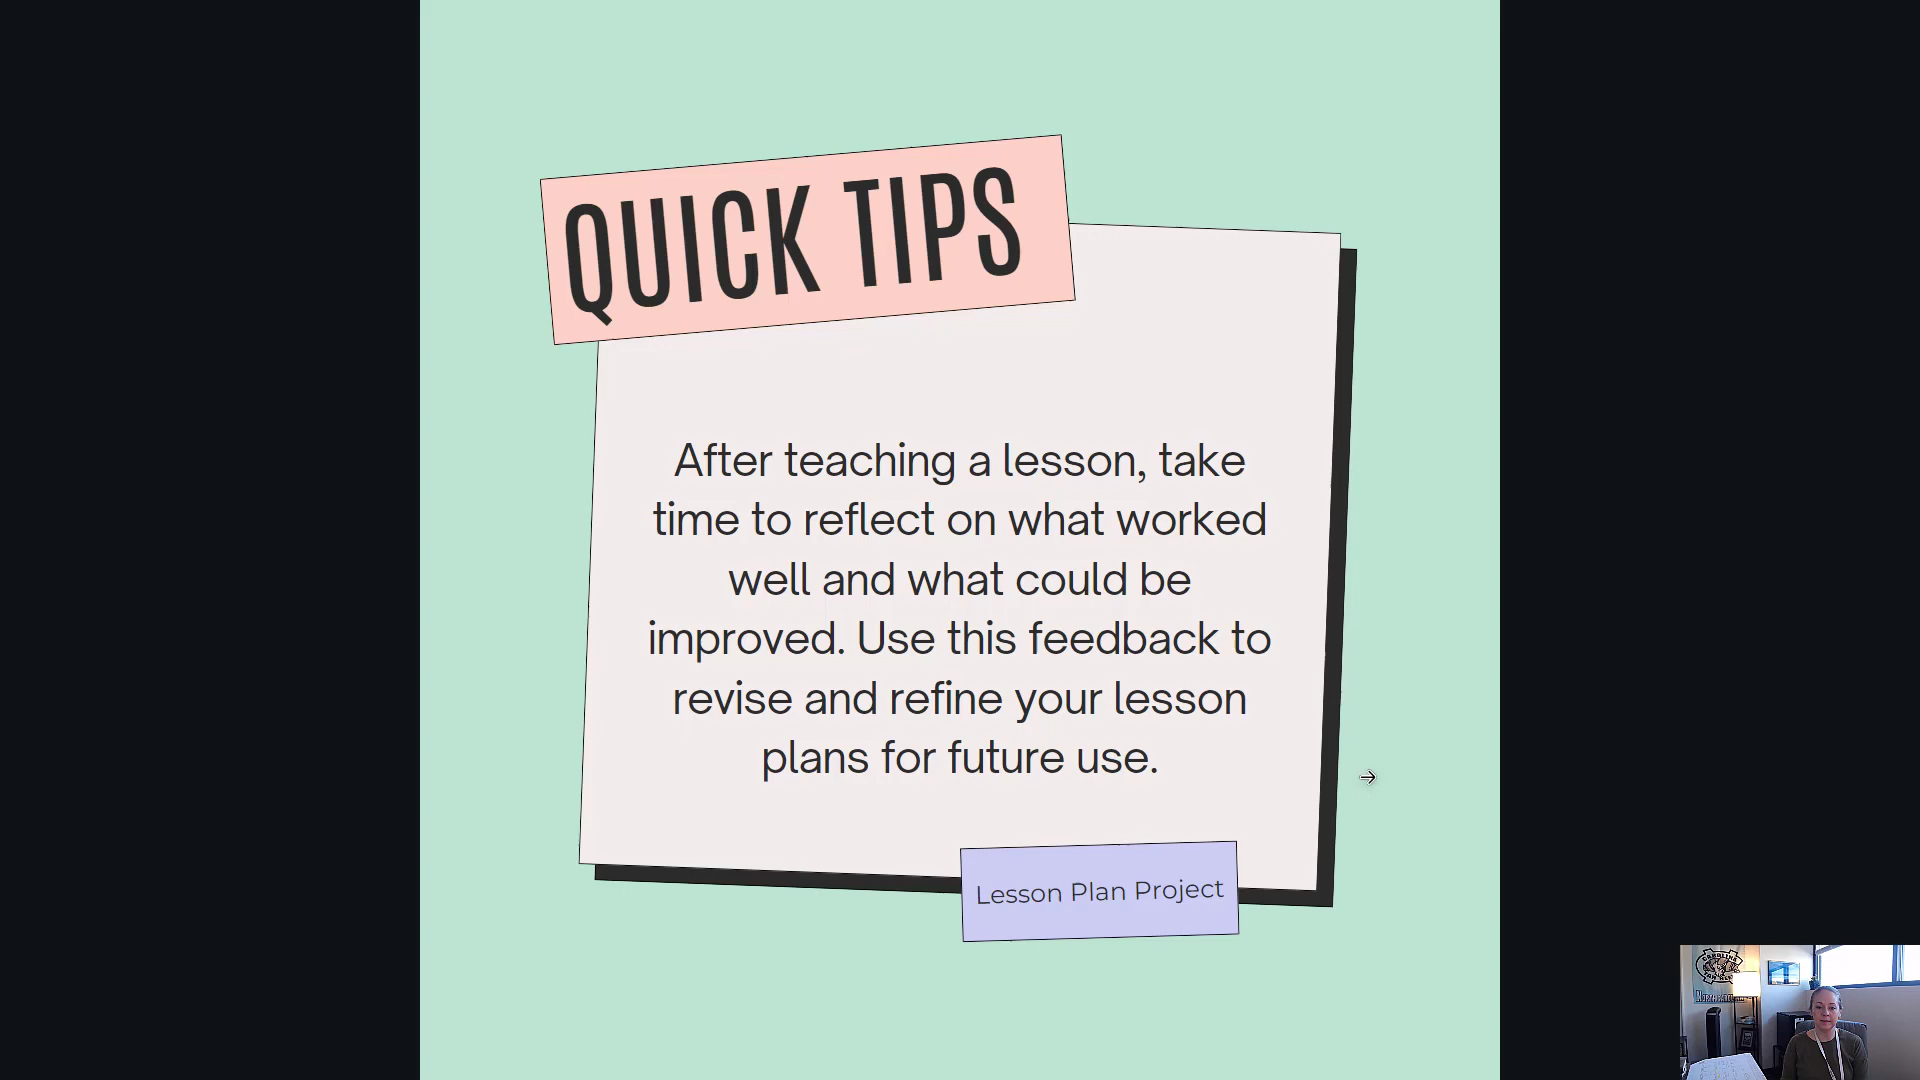 QUICK TIPS
After teaching a lesson, take
time to reflect on what worked
well and what could be
improved. Use this feedback to
revise and refine your lesson
plans for future use.
Lesson Plan Project
CAROLINA